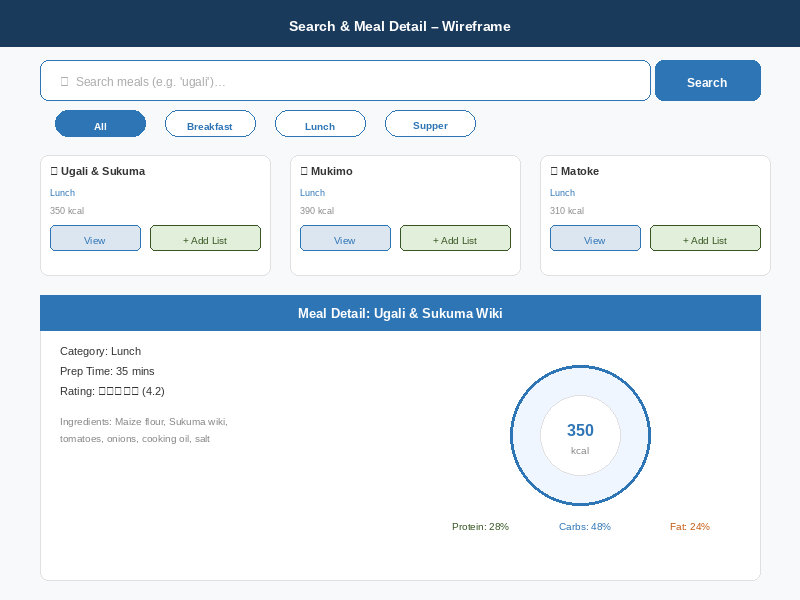 Search & Meal Detail – Wireframe
Search meals (e.g. 'ugali')…
Search
All
Breakfast
Lunch
Supper
Ugali & Sukuma
Lunch
350 kcal
View
+ Add List
Mukimo
Lunch
390 kcal
View
+ Add List
Matoke
Lunch
310 kcal
View
+ Add List
Meal Detail: Ugali & Sukuma Wiki
Category: Lunch
Prep Time: 35 mins
Rating: □□□□□ (4.2)
Ingredients: Maize flour, Sukuma wiki,
tomatoes, onions, cooking oil, salt
350
kcal
Protein: 28%
Carbs: 48%
Fat: 24%